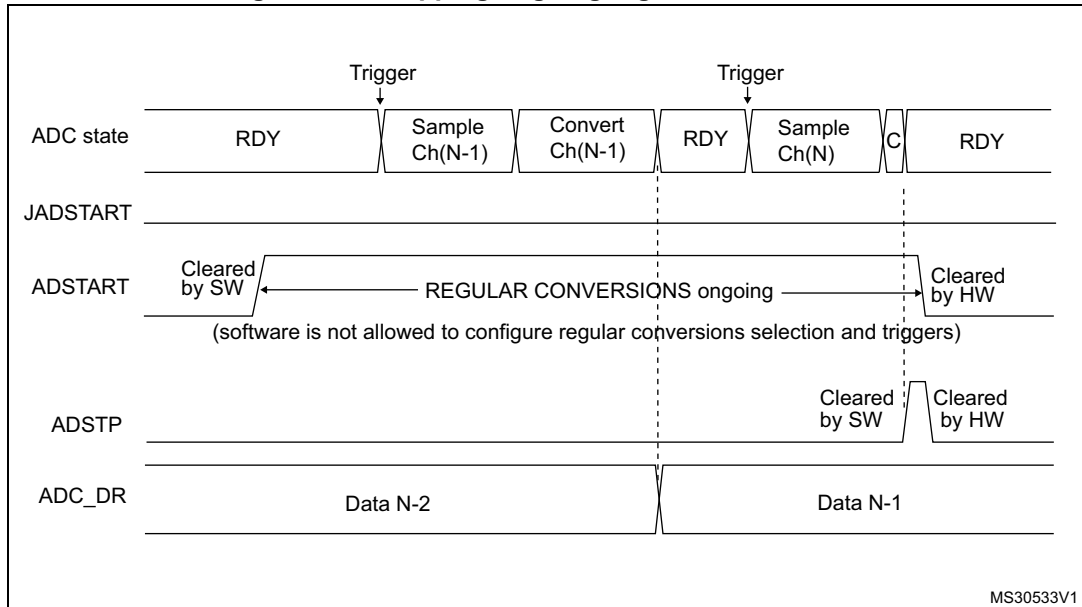 Trigger
Trigger
ADC state
RDY
Sample
Ch(N-1)
Convert
Ch(N-1)
RDY
Sample
Ch(N)
C
RDY
JADSTART
ADSTART
Cleared
by SW
REGULAR CONVERSIONS ongoing
Cleared
by HW
(software is not allowed to configure regular conversions selection and triggers)
ADSTP
Cleared
by SW
Cleared
by HW
ADC_DR
Data N-2
Data N-1
MS30533V1